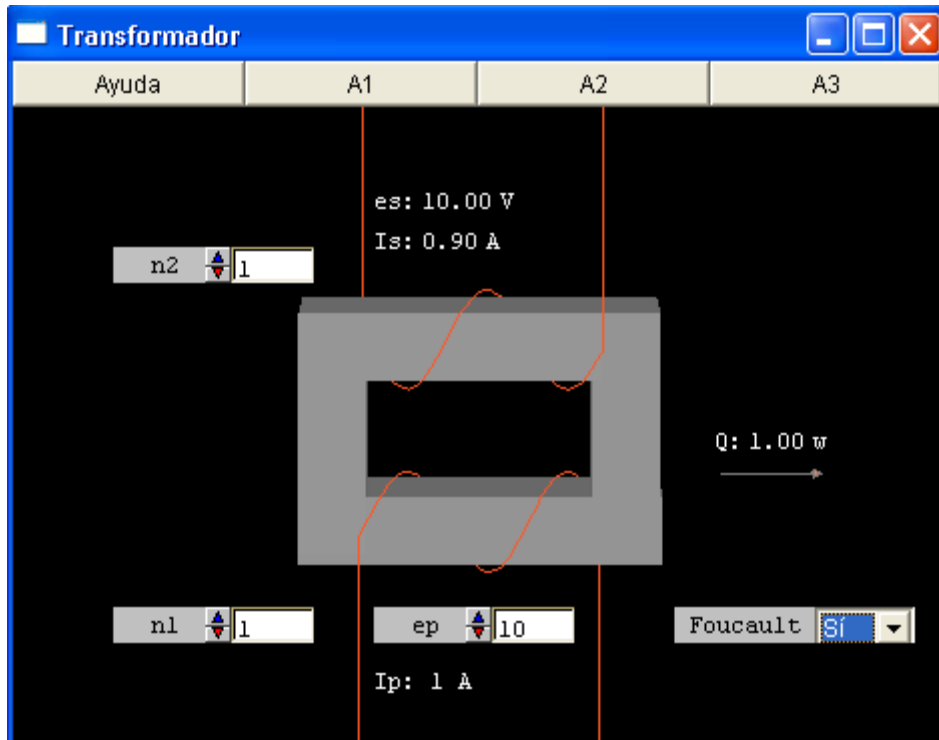 Transformador
Ayuda A1 A2 A3
es: 10.00 V
Is: 0.90 A
n2 1
Q: 1.00 w
n1 1 ep 10 Foucault Sí
Ip: 1 A